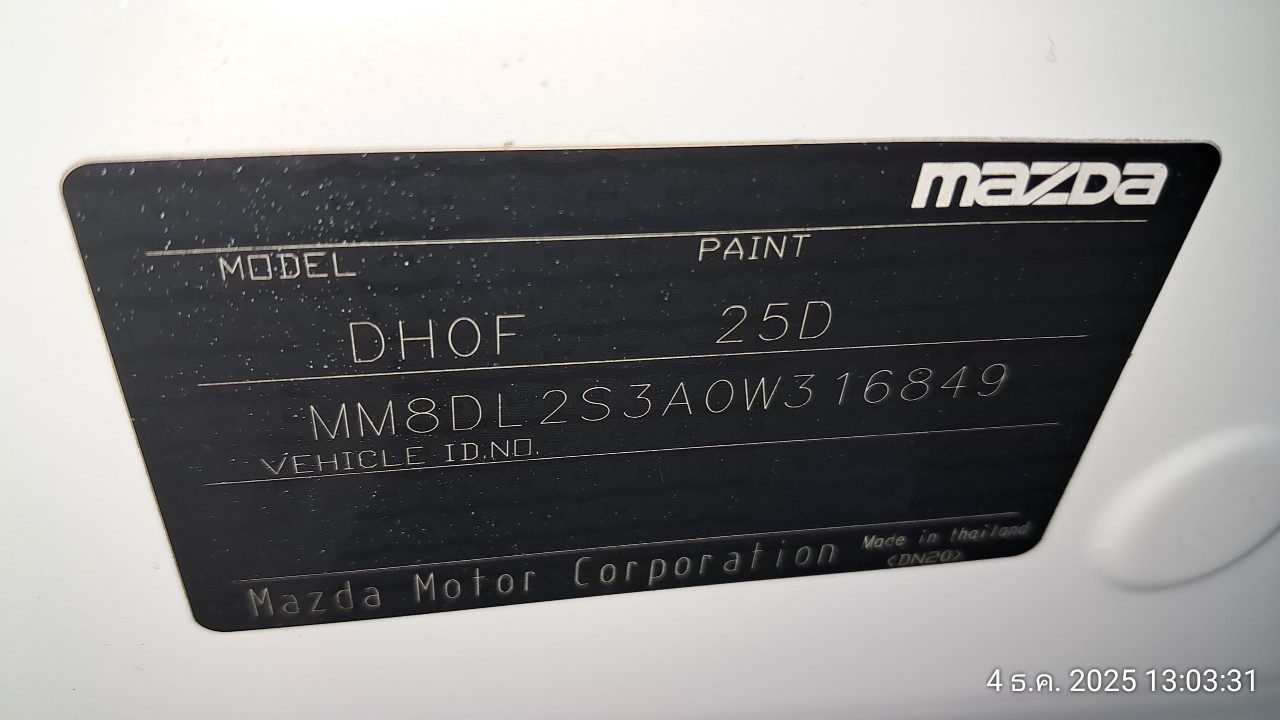 mazda
MODEL PAINT
DH0F 25D
MM8DL2S3A0W316849
VEHICLE ID.NO.
Mazda Motor Corporation Made in thailand
<DN20>
4 ธ.ค. 2025 13:03:31